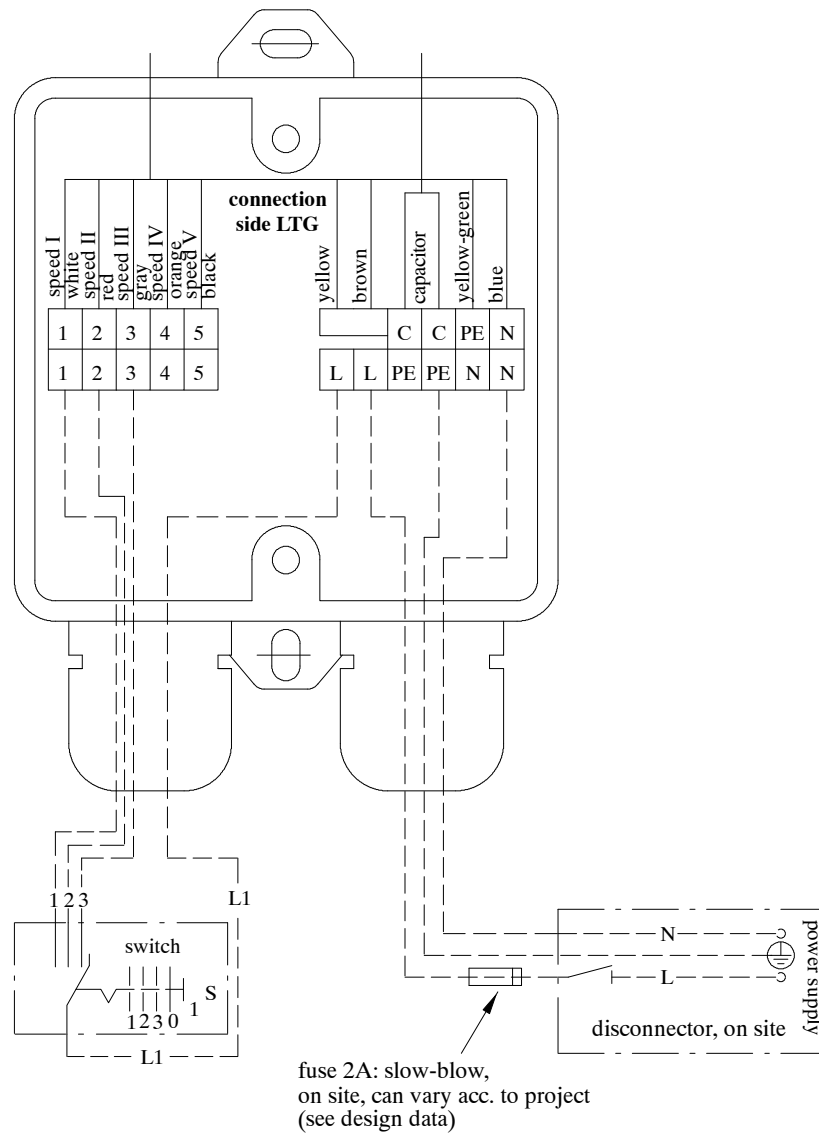 connection
side LTG
speed I
white
speed II
red
speed III
gray
speed IV
orange
speed V
black
yellow
brown
capacitor
yellow-green
blue
1 2 3 4 5
1 2 3 4 5
C C PE N
L L PE PE N N
1 2 3
L1
switch
S
1
1 2 3 0
L1
N
L
power supply
disconnector, on site
fuse 2A: slow-blow,
on site, can vary acc. to project
(see design data)